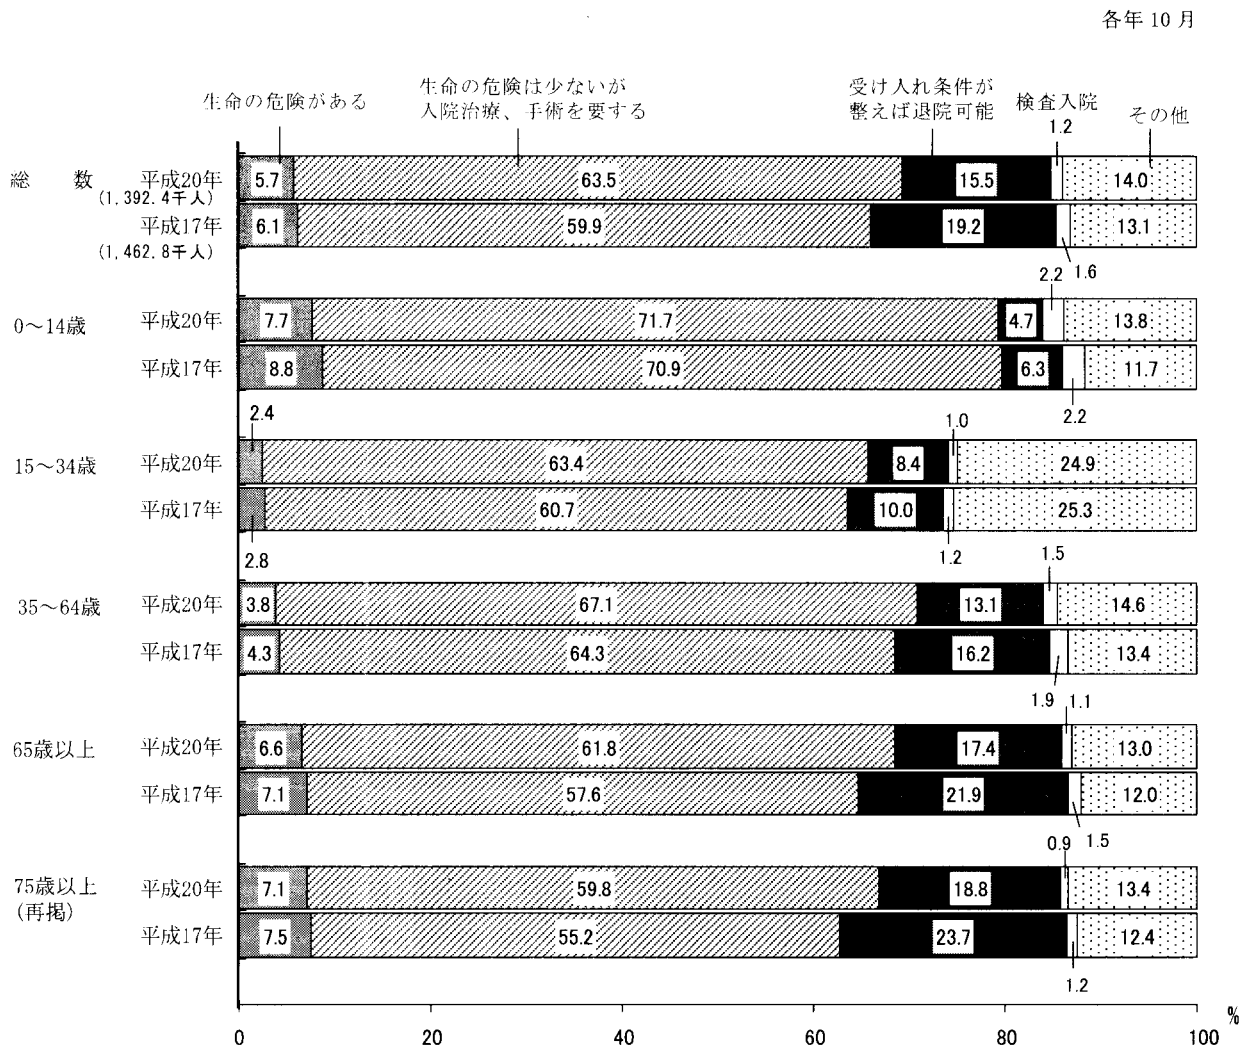 各年 10 月
生命の危険がある
生命の危険は少ないが
入院治療、手術を要する
受け入れ条件が
整えば退院可能
検査入院
その他
1.2
総 数 平成20年 5.7 63.5 15.5 14.0
(1,392.4千人)
平成17年 6.1 59.9 19.2 13.1
(1,462.8千人)
1.6
2.2
0～14歳 平成20年 7.7 71.7 4.7 13.8
平成17年 8.8 70.9 6.3 11.7
2.2
2.4
1.0
15～34歳 平成20年 63.4 8.4 24.9
平成17年 60.7 10.0 25.3
2.8
1.2
1.5
35～64歳 平成20年 3.8 67.1 13.1 14.6
平成17年 4.3 64.3 16.2 13.4
1.9
1.1
65歳以上 平成20年 6.6 61.8 17.4 13.0
平成17年 7.1 57.6 21.9 12.0
1.5
0.9
75歳以上 平成20年 7.1 59.8 18.8 13.4
(再掲)
平成17年 7.5 55.2 23.7 12.4
1.2
0 20 40 60 80 100 %